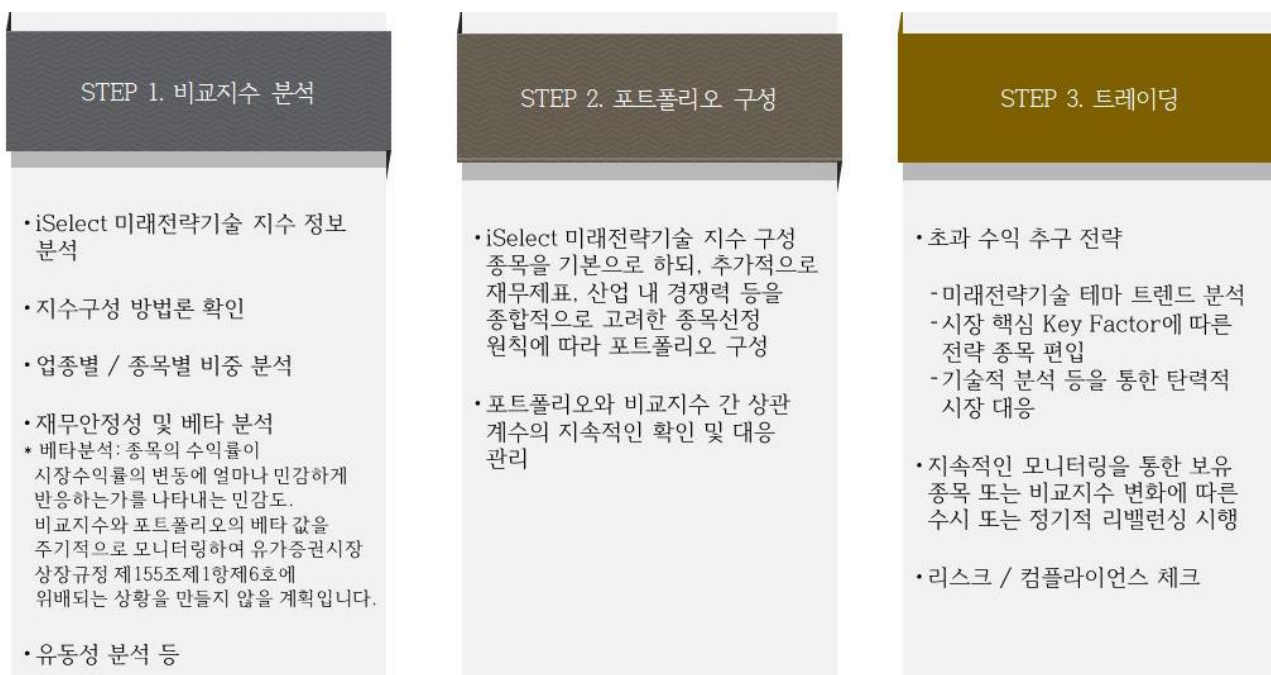 STEP 1. 비교지수 분석
·iSelect 미래전략기술 지수 정보
분석
·지수구성 방법론 확인
·업종별 / 종목별 비중 분석
·재무안정성 및 베타 분석
* 베타분석: 종목의 수익률이
시장수익률의 변동에 얼마나 민감하게
반응하는가를 나타내는 민감도.
비교지수와 포트폴리오의 베타 값을
주기적으로 모니터링하여 유가증권시장
상장규정 제155조제1항제6호에
위배되는 상황을 만들지 않을 계획입니다.
·유동성 분석 등
STEP 2. 포트폴리오 구성
·iSelect 미래전략기술 지수 구성
종목을 기본으로 하되, 추가적으로
재무제표, 산업 내 경쟁력 등을
종합적으로 고려한 종목선정
원칙에 따라 포트폴리오 구성
·포트폴리오와 비교지수 간 상관
계수의 지속적인 확인 및 대응
관리
STEP 3. 트레이딩
·초과 수익 추구 전략
-미래전략기술 테마 트렌드 분석
-시장 핵심 Key Factor에 따른
전략 종목 편입
-기술적 분석 등을 통한 탄력적
시장 대응
·지속적인 모니터링을 통한 보유
종목 또는 비교지수 변화에 따른
수시 또는 정기적 리밸런싱 시행
·리스크 / 컴플라이언스 체크